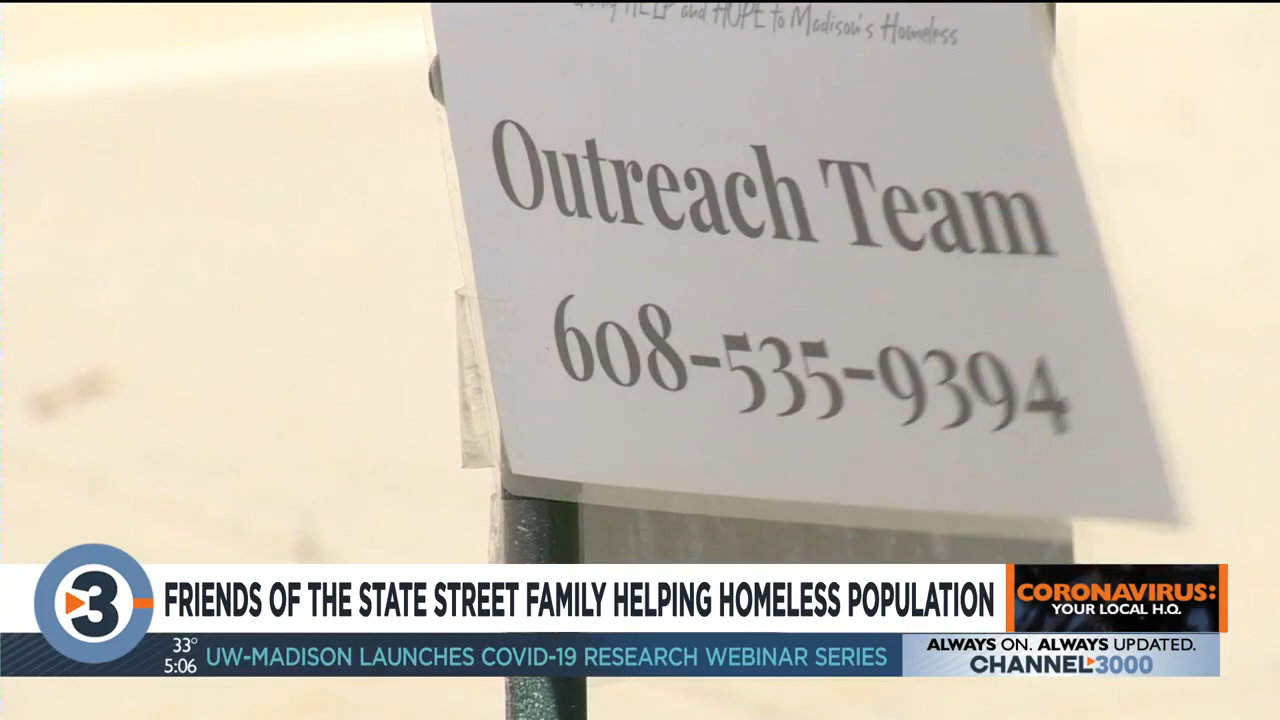 and HOPE to Madison's Homeless
Outreach Team
608-535-9394
3
FRIENDS OF THE STATE STREET FAMILY HELPING HOMELESS POPULATION
CORONAVIRUS:
YOUR LOCAL H.Q.
33°
5:06
UW-MADISON LAUNCHES COVID-19 RESEARCH WEBINAR SERIES
ALWAYS ON. ALWAYS UPDATED.
CHANNEL3000